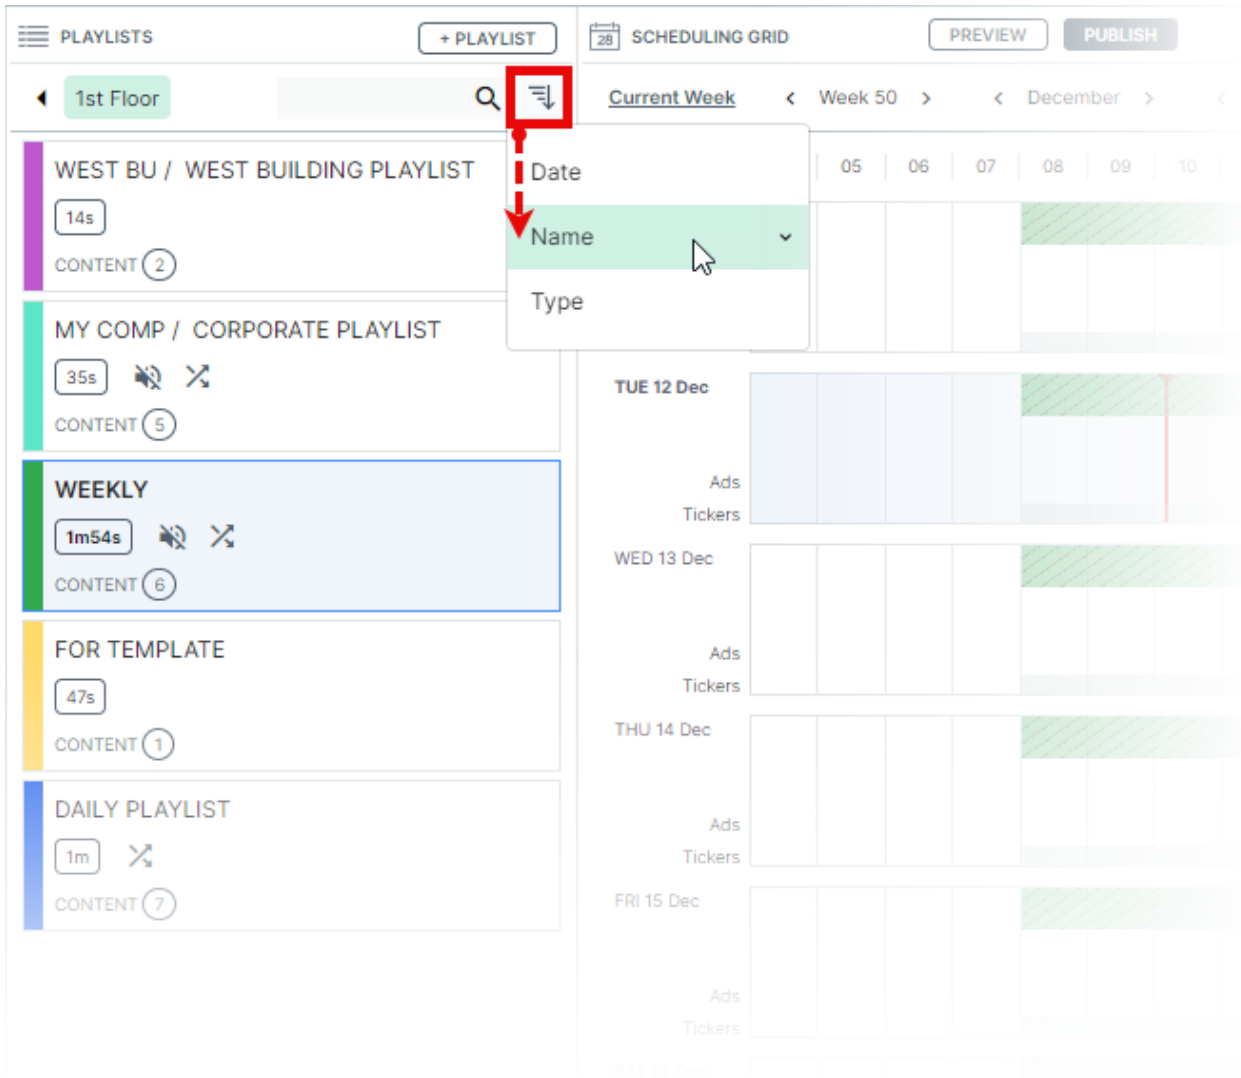 PLAYLISTS
+ PLAYLIST
1st Floor
WEST BU / WEST BUILDING PLAYLIST
14s
CONTENT 2
MY COMP / CORPORATE PLAYLIST
35s
CONTENT 5
WEEKLY
1m54s
CONTENT 6
FOR TEMPLATE
47s
CONTENT 1
DAILY PLAYLIST
1m
CONTENT 7
Date
Name
Type
28 SCHEDULING GRID
PREVIEW
PUBLISH
Current Week
Week 50
December
05 06 07 08 09 10
TUE 12 Dec
Ads
Tickers
WED 13 Dec
Ads
Tickers
THU 14 Dec
Ads
Tickers
FRI 15 Dec
Ads
Tickers